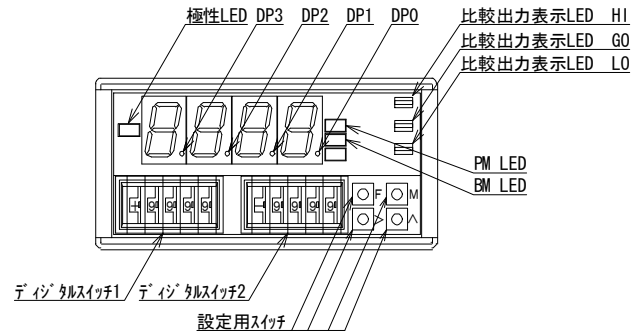 極性LED DP3 DP2 DP1 DP0
比較出力表示LED HI
比較出力表示LED GO
比較出力表示LED LO
PM LED
BM LED
F M
> ∧
ディジタルスイッチ1 ディジタルスイッチ2
設定用スイッチ